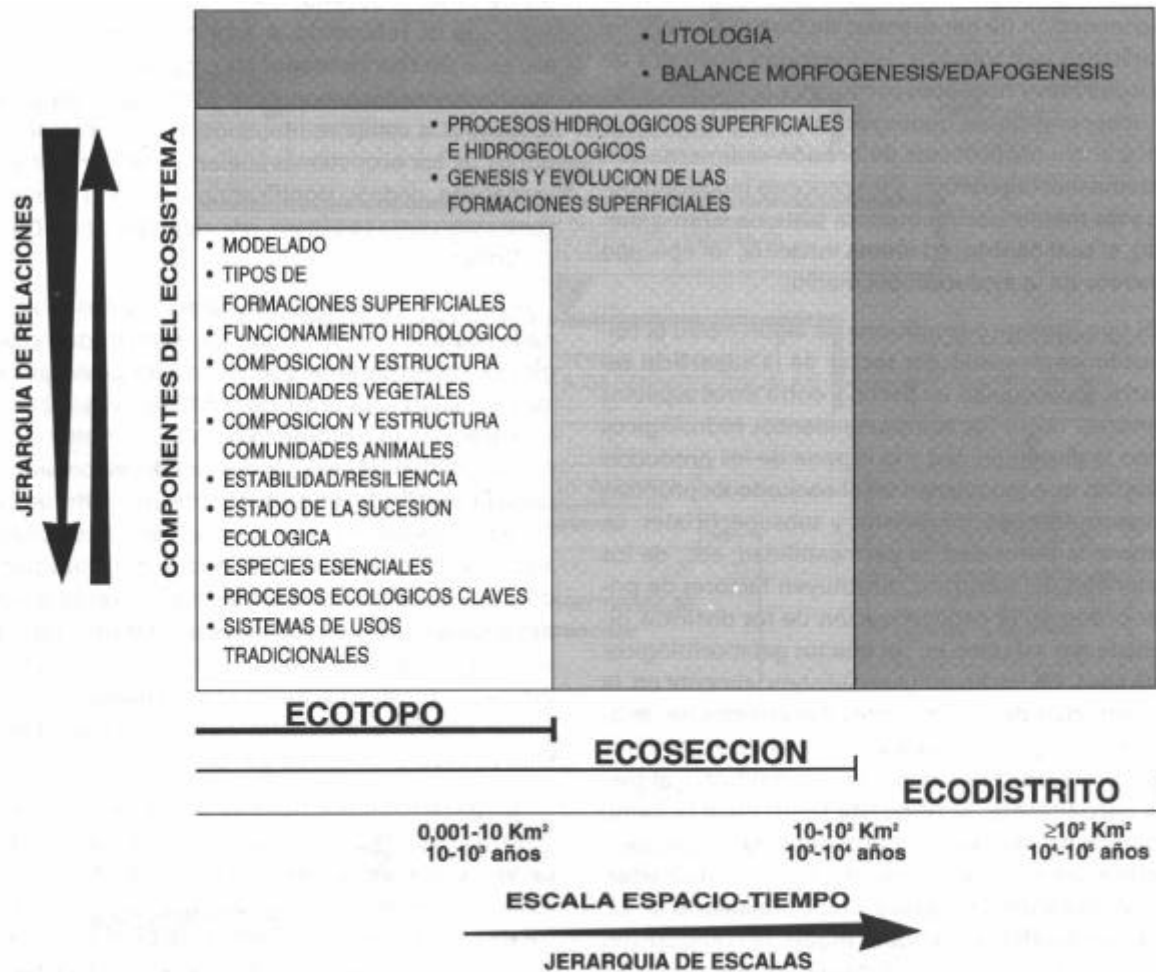 • LITOLOGIA
• BALANCE MORFOGENESIS/EDAFOGENESIS
• PROCESOS HIDROLOGICOS SUPERFICIALES
E HIDROGEOLOGICOS
• GENESIS Y EVOLUCION DE LAS
FORMACIONES SUPERFICIALES
JERARQUIA DE RELACIONES
COMPONENTES DEL ECOSISTEMA
• MODELADO
• TIPOS DE
FORMACIONES SUPERFICIALES
• FUNCIONAMIENTO HIDROLOGICO
• COMPOSICION Y ESTRUCTURA
COMUNIDADES VEGETALES
• COMPOSICION Y ESTRUCTURA
COMUNIDADES ANIMALES
• ESTABILIDAD/RESILIENCIA
• ESTADO DE LA SUCESION
ECOLOGICA
• ESPECIES ESENCIALES
• PROCESOS ECOLOGICOS CLAVES
• SISTEMAS DE USOS
TRADICIONALES
ECOTOPO
ECOSECCION
ECODISTRITO
0,001-10 Km² 10-10² Km² ≥10² Km²
10-10³ años 10³-10⁴ años 10⁴-10⁵ años
ESCALA ESPACIO-TIEMPO
JERARQUIA DE ESCALAS